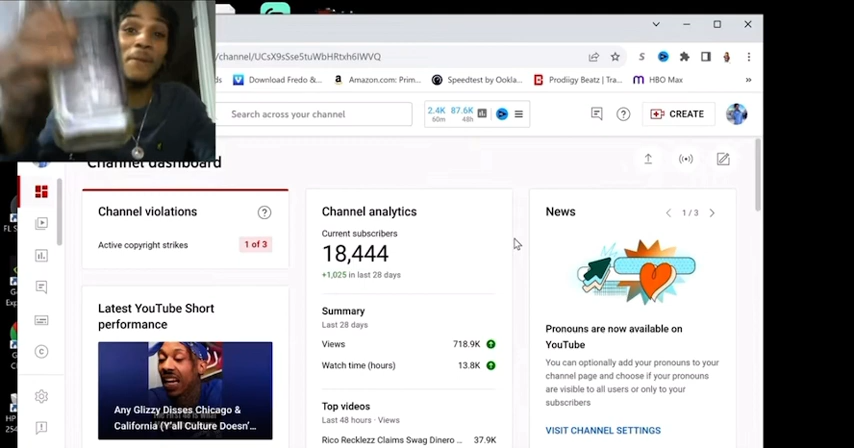 /channel/UCsX9sSse5tuWbHRtxh6IWVQ
ds Download Fredo &... Amazon.com: Prim... Speedtest by Ookla... Prodiigy Beatz | Tra... HBO Max »
Search across your channel
2.4K 87.6K
60m 48h
CREATE
Channel dashboard
Channel violations
Active copyright strikes 1 of 3
Latest YouTube Short
performance
Any Glizzy Disses Chicago &
California (Y'all Culture Doesn'...
Channel analytics
Current subscribers
18,444
+1,025 in last 28 days
Summary
Last 28 days
Views 718.9K
Watch time (hours) 13.8K
Top videos
Last 48 hours · Views
Rico Recklezz Claims Swag Dinero ... 37.9K
News
1 / 3
Pronouns are now available on
YouTube
You can optionally add your pronouns to your
channel page and choose if your pronouns
are visible to all users or only to your
subscribers
VISIT CHANNEL SETTINGS
FL S
Ex
G
HP
254